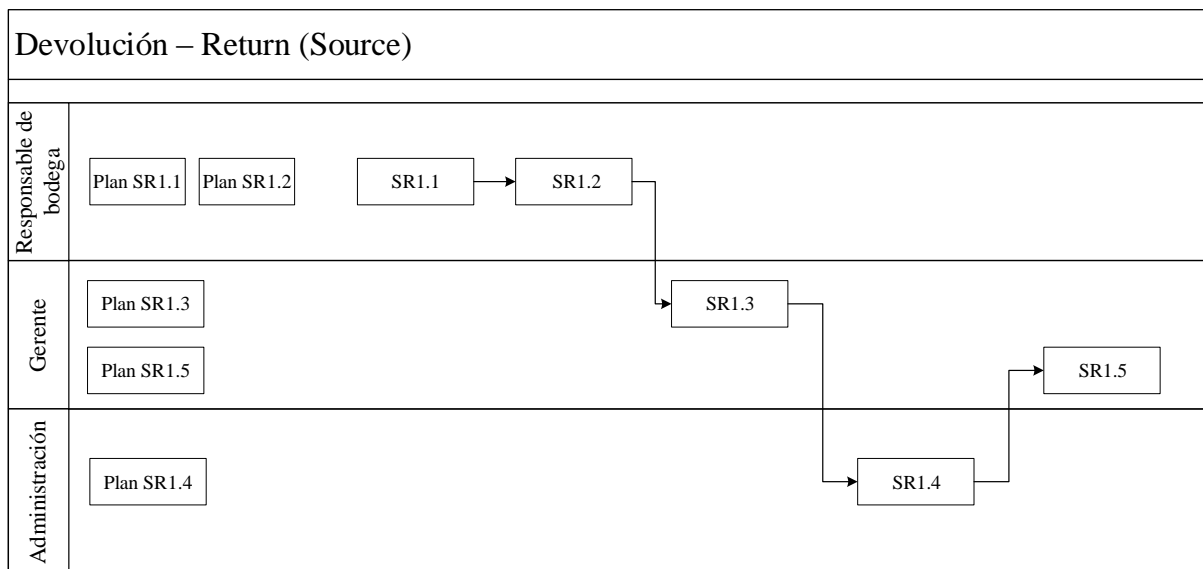 Devolución – Return (Source)
Responsable de
bodega
Plan SR1.1
Plan SR1.2
SR1.1
SR1.2
Gerente
Plan SR1.3
SR1.3
Plan SR1.5
SR1.5
Administración
Plan SR1.4
SR1.4